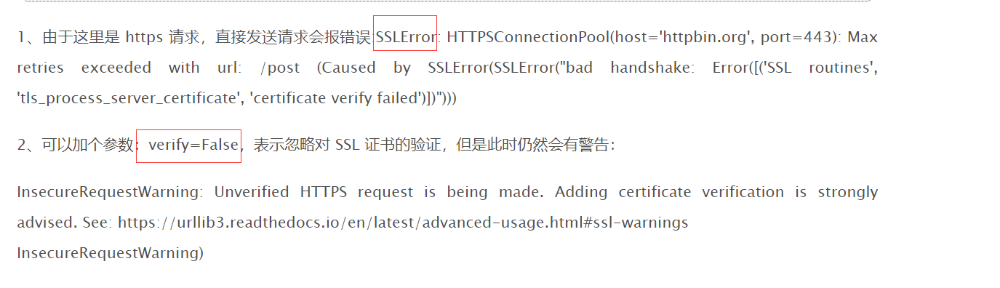 1、由于这里是 https 请求，直接发送请求会报错误:SSLError: HTTPSConnectionPool(host='httpbin.org', port=443): Max
retries exceeded with url: /post (Caused by SSLError(SSLError("bad handshake: Error([('SSL routines',
'tls_process_server_certificate', 'certificate verify failed')])")))
2、可以加个参数：verify=False，表示忽略对 SSL 证书的验证，但是此时仍然会有警告：
InsecureRequestWarning: Unverified HTTPS request is being made. Adding certificate verification is strongly
advised. See: https://urllib3.readthedocs.io/en/latest/advanced-usage.html#ssl-warnings
InsecureRequestWarning)